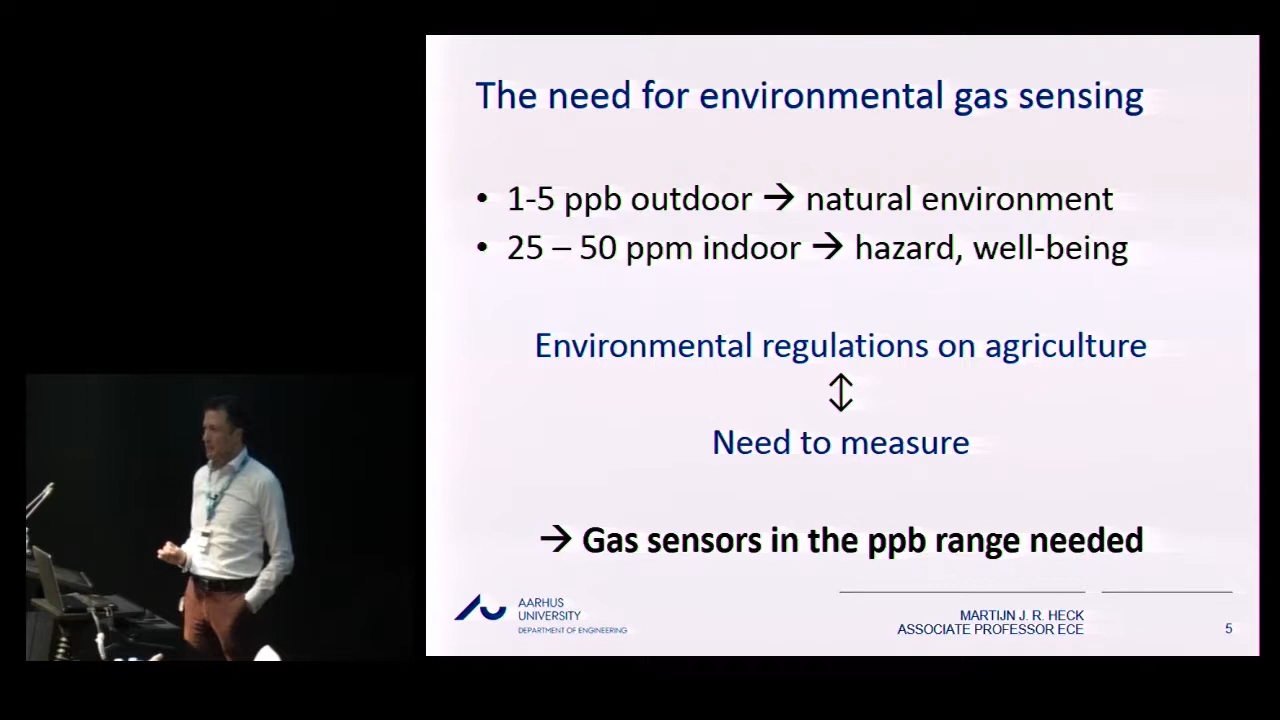 The need for environmental gas sensing
• 1-5 ppb outdoor → natural environment
• 25 – 50 ppm indoor → hazard, well-being
Environmental regulations on agriculture
↕
Need to measure
→ Gas sensors in the ppb range needed
AARHUS
UNIVERSITY
DEPARTMENT OF ENGINEERING
MARTIJN J. R. HECK
ASSOCIATE PROFESSOR ECE
5